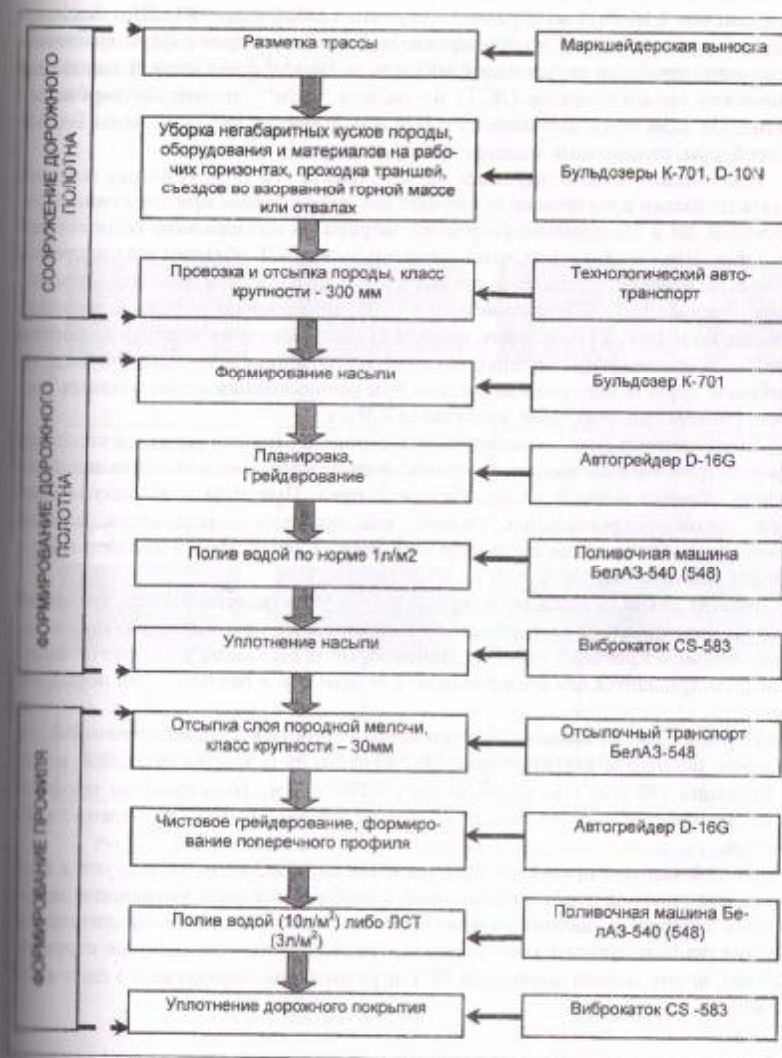 СООРУЖЕНИЕ ДОРОЖНОГО
ПОЛОТНА
Разметка трассы
Маркшейдерская выноска
Уборка негабаритных кусков породы,
оборудования и материалов на рабо-
чих горизонтах, проходка траншей,
съездов во взорванной горной массе
или отвалах
Бульдозеры К-701, D-10N
Провозка и отсыпка породы, класс
крупности - 300 мм
Технологический авто-
транспорт
ФОРМИРОВАНИЕ ДОРОЖНОГО
ПОЛОТНА
Формирование насыпи
Бульдозер К-701
Планировка,
Грейдерование
Автогрейдер D-16G
Полив водой по норме 1л/м2
Поливочная машина
БелАЗ-540 (548)
Уплотнение насыпи
Виброкаток CS-583
ФОРМИРОВАНИЕ ПРОФИЛЯ
Отсыпка слоя породной мелочи,
класс крупности – 30мм
Отсыпочный транспорт
БелАЗ-548
Чистовое грейдерование, формиро-
вание поперечного профиля
Автогрейдер D-16G
Полив водой (10л/м²) либо ЛСТ
(3л/м²)
Поливочная машина Бе-
лАЗ-540 (548)
Уплотнение дорожного покрытия
Виброкаток CS -583